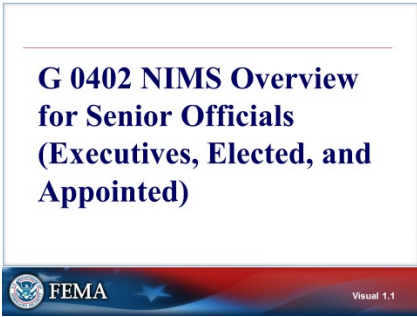 G 0402 NIMS Overview
for Senior Officials
(Executives, Elected, and
Appointed)
FEMA
Visual 1.1